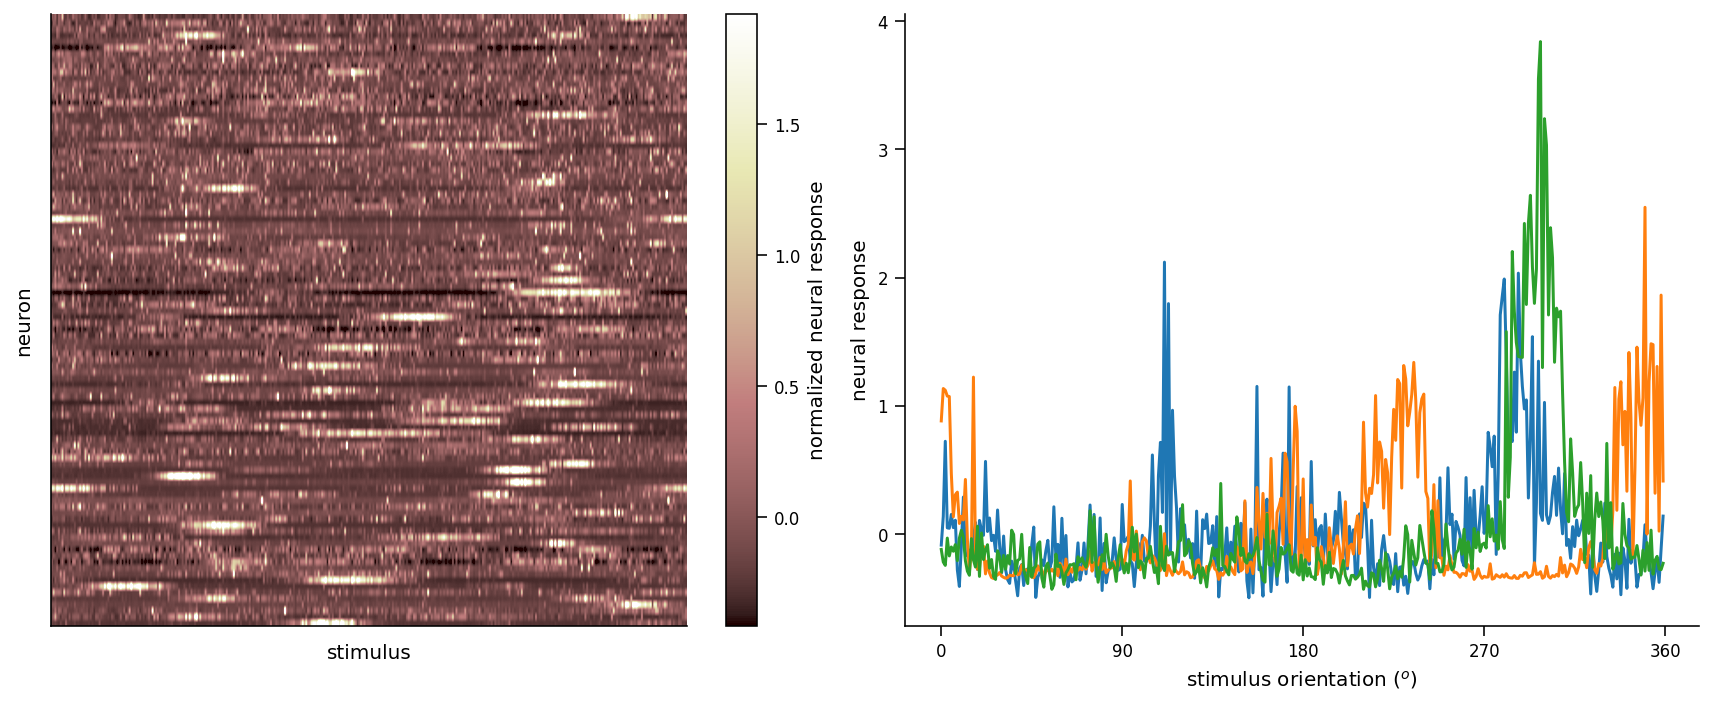 neuron
stimulus
1.5
1.0
0.5
0.0
normalized neural response
4
3
2
1
0
neural response
0 90 180 270 360
stimulus orientation (o)